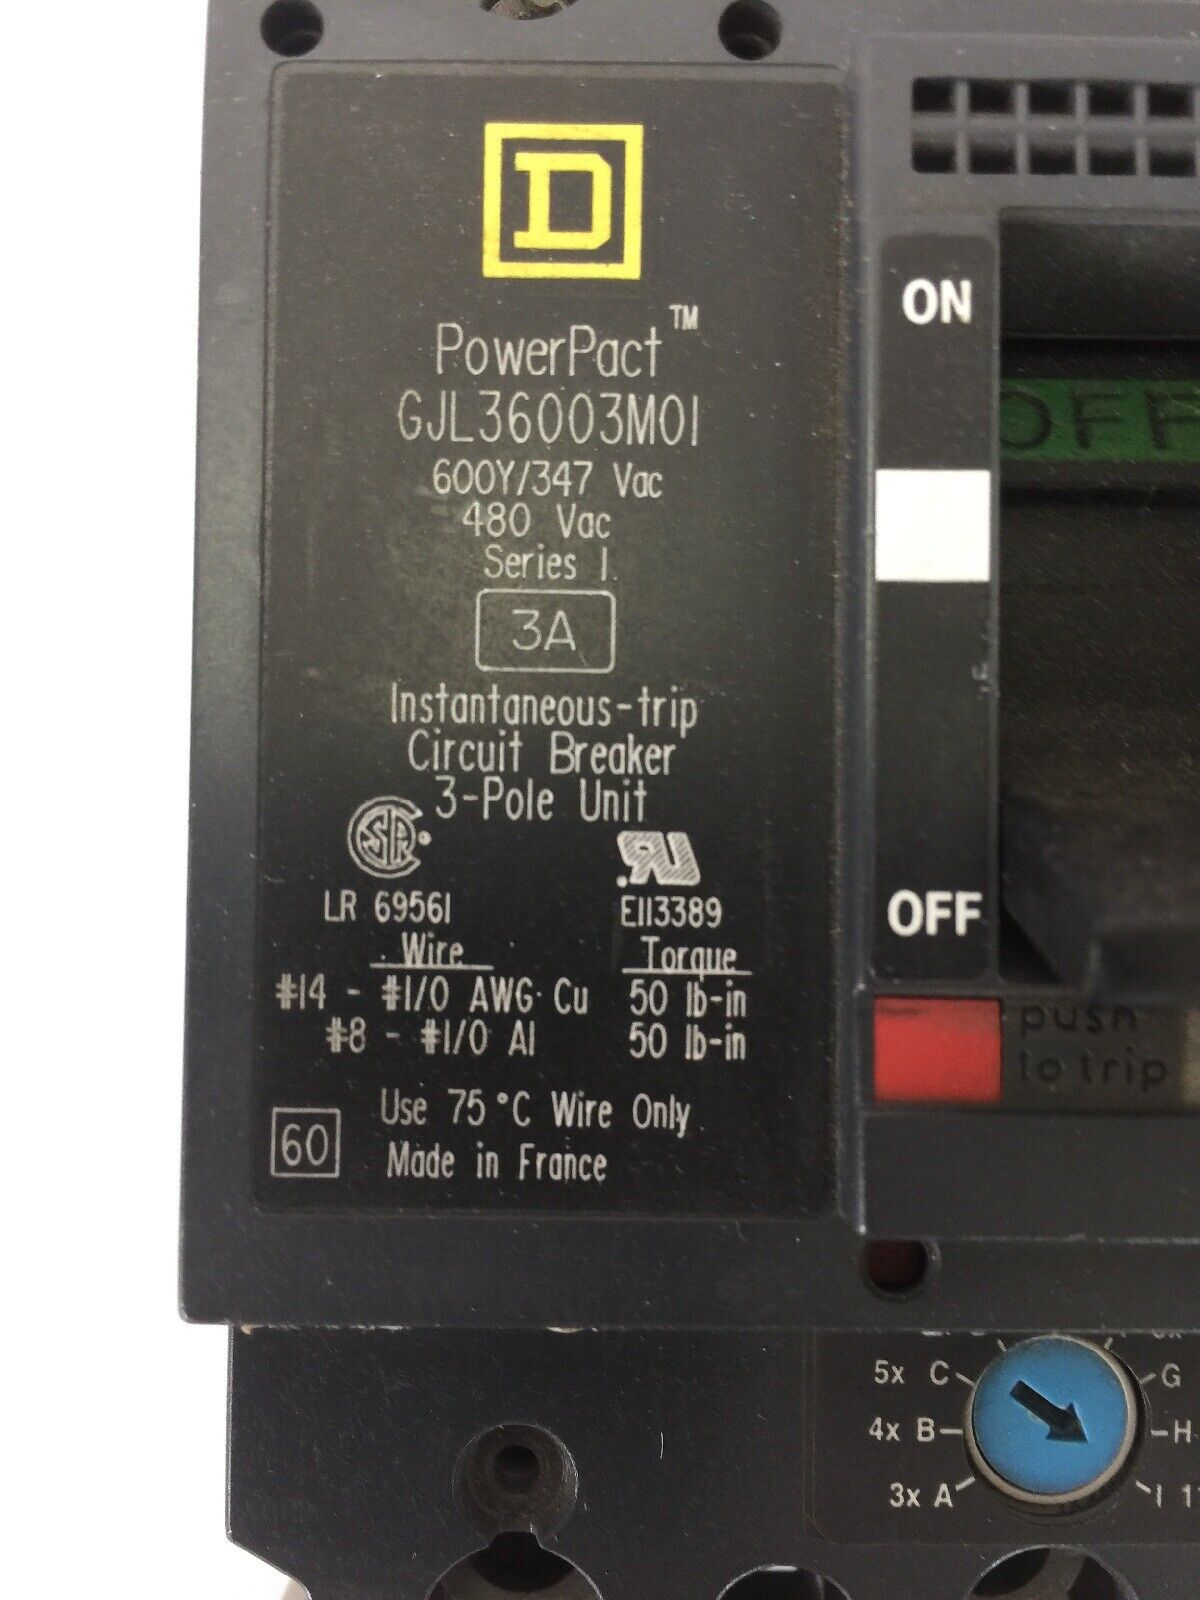 D
PowerPact™
GJL36003M01
600Y/347 Vac
480 Vac
Series 1
3A
Instantaneous-trip
Circuit Breaker
3-Pole Unit
LR 69561
E113389
Wire Torque
#14 - #1/0 AWG Cu 50 lb-in
#8 - #1/0 Al 50 lb-in
60
Use 75°C Wire Only
Made in France
ON
OFF
OFF
push
to trip
5x C
4x B
3x A
G
H
I